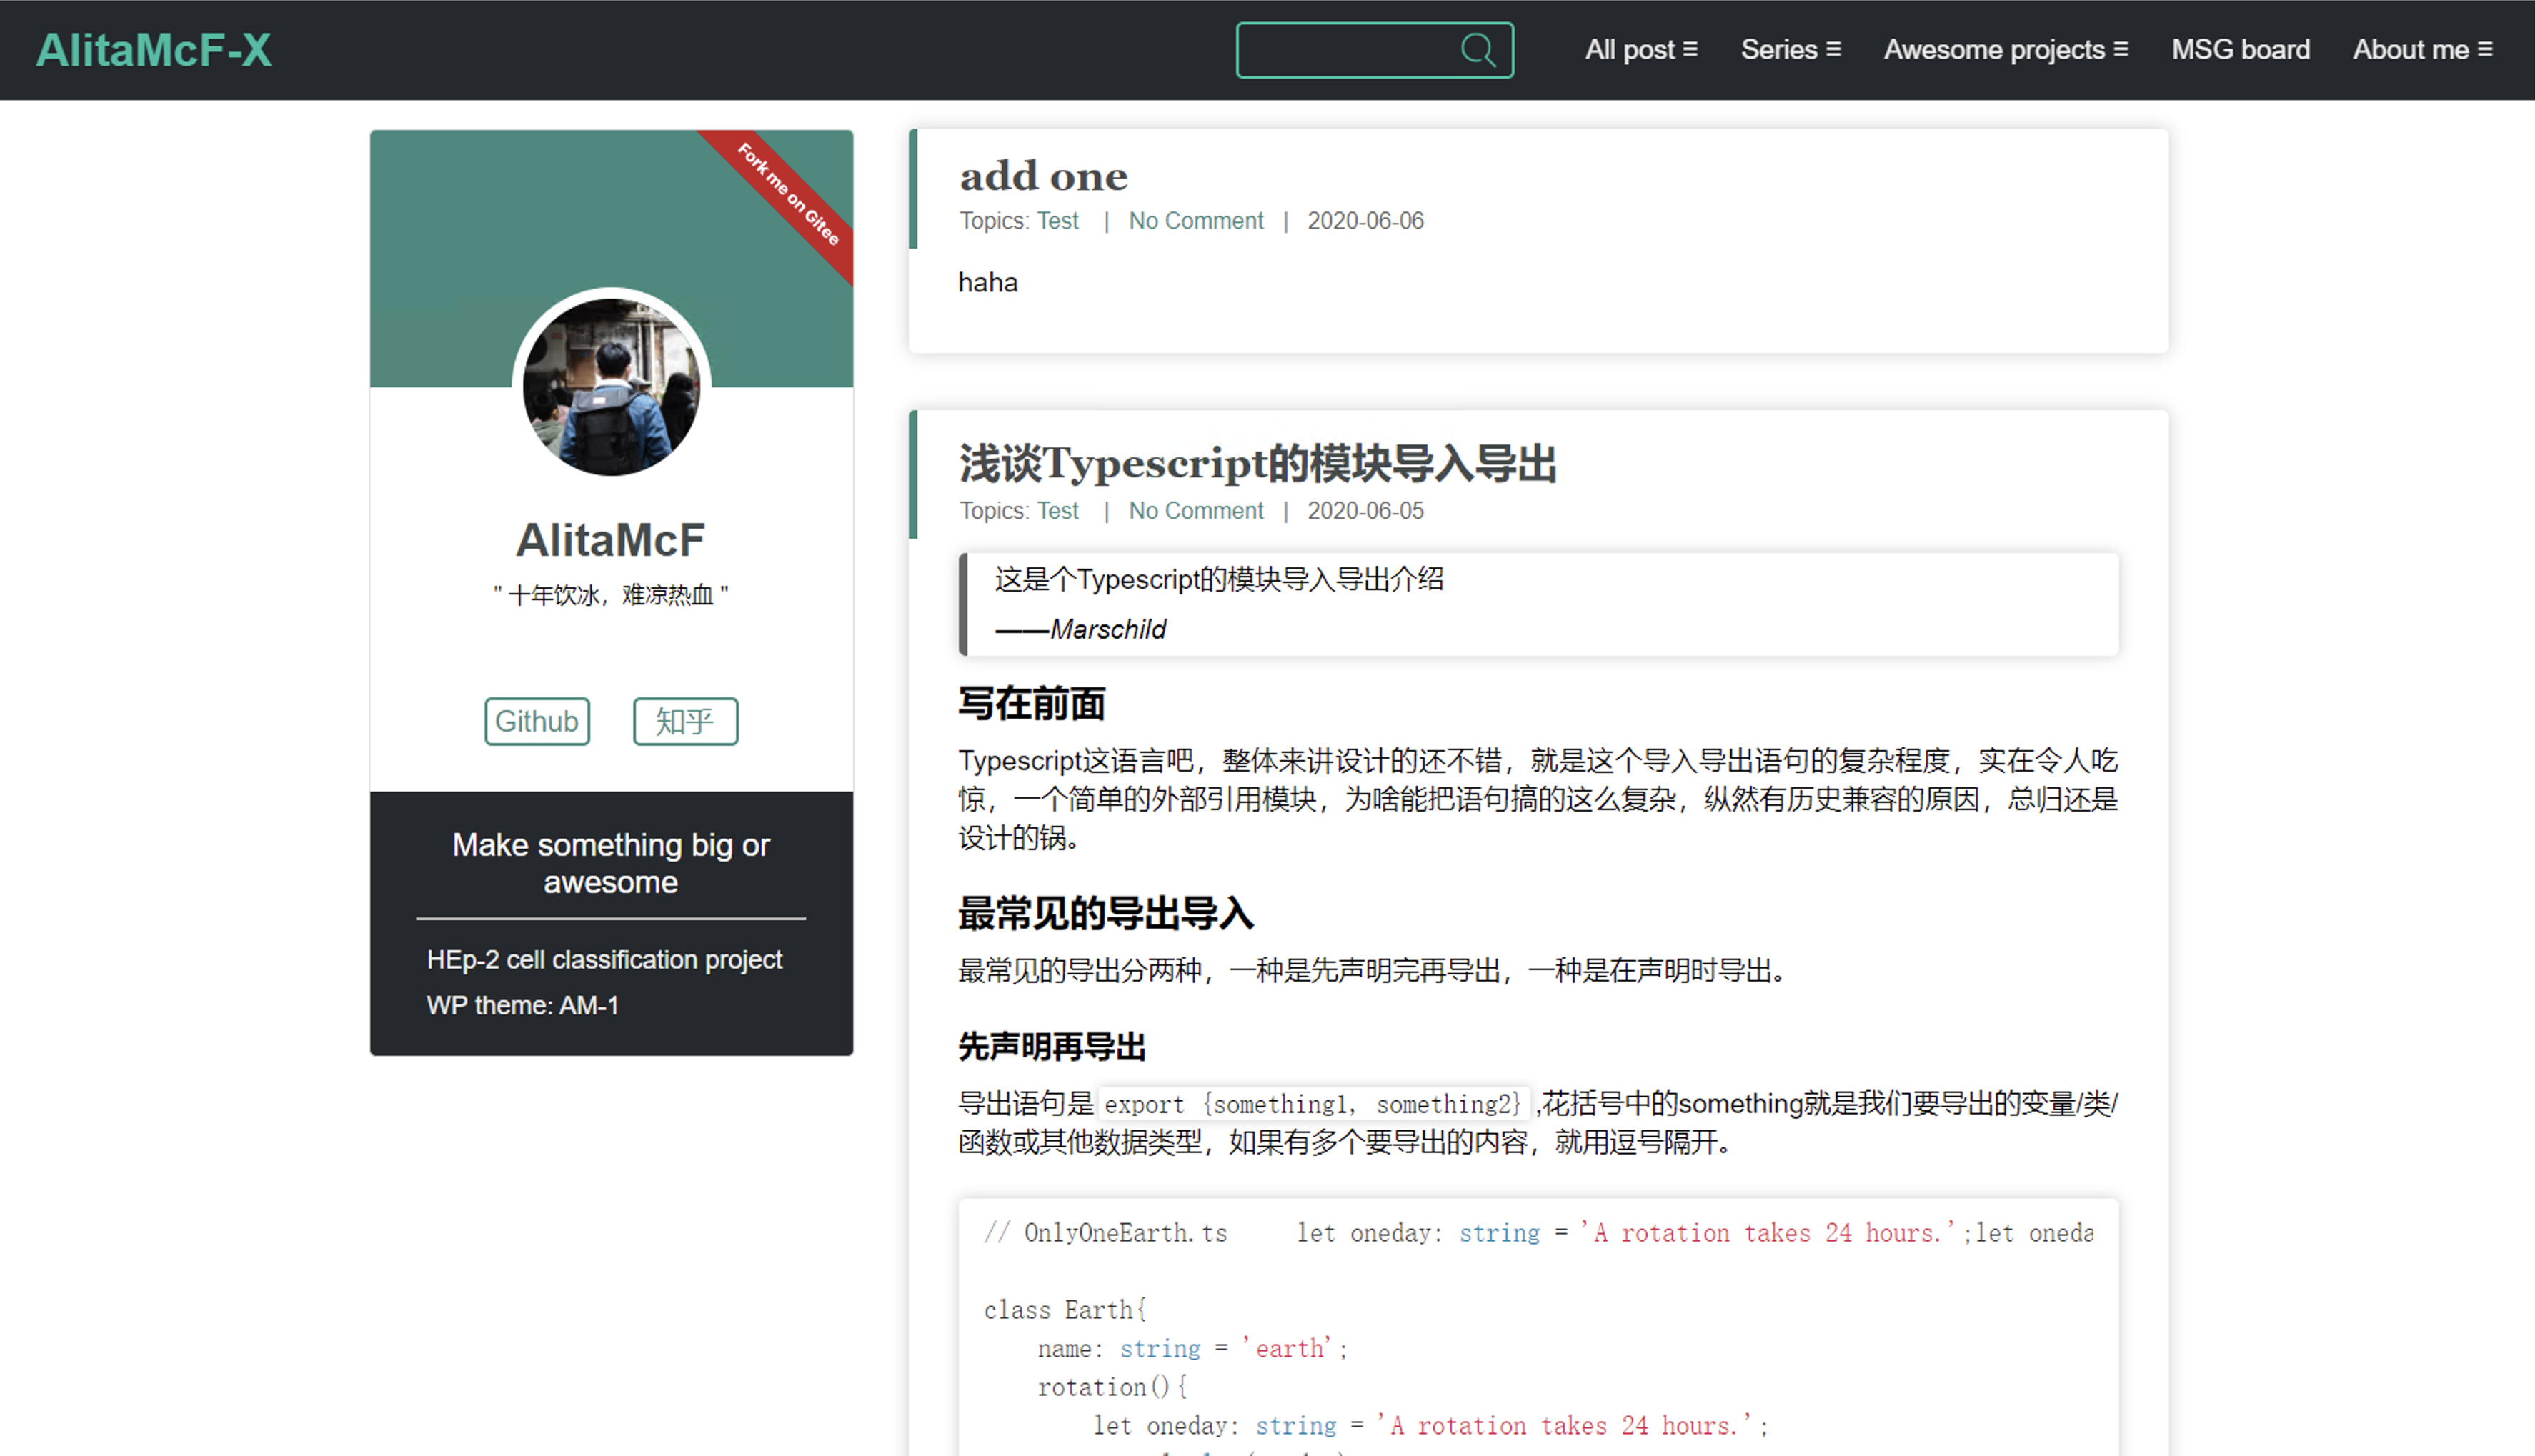 AlitaMcF-X
All post ≡ Series ≡ Awesome projects ≡ MSG board About me ≡
Fork me on Gitee
AlitaMcF
" 十年饮冰，难凉热血 "
Github 知乎
Make something big or
awesome
HEp-2 cell classification project
WP theme: AM-1
add one
Topics: Test | No Comment | 2020-06-06
haha
浅谈Typescript的模块导入导出
Topics: Test | No Comment | 2020-06-05
这是个Typescript的模块导入导出介绍
——Marschild
写在前面
Typescript这语言吧，整体来讲设计的还不错，就是这个导入导出语句的复杂程度，实在令人吃
惊，一个简单的外部引用模块，为啥能把语句搞的这么复杂，纵然有历史兼容的原因，总归还是
设计的锅。
最常见的导出导入
最常见的导出分两种，一种是先声明完再导出，一种是在声明时导出。
先声明再导出
导出语句是 export {something1, something2} ,花括号中的something就是我们要导出的变量/类/
函数或其他数据类型，如果有多个要导出的内容，就用逗号隔开。
// OnlyOneEarth.ts     let oneday: string = 'A rotation takes 24 hours.';let oneda
class Earth{
    name: string = 'earth';
    rotation(){
        let oneday: string = 'A rotation takes 24 hours.';